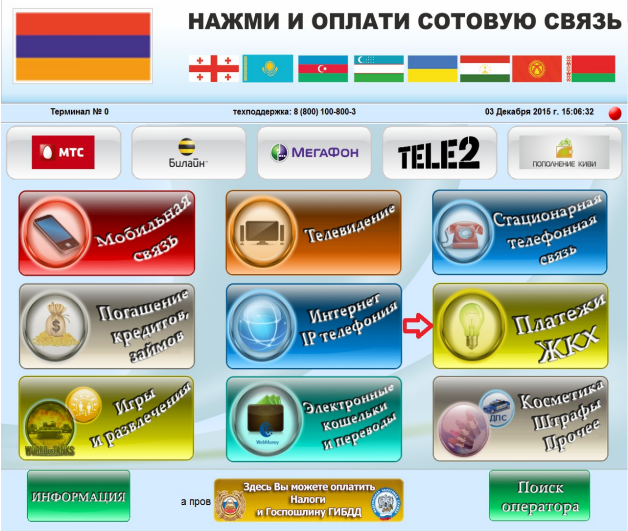 НАЖМИ И ОПЛАТИ СОТОВУЮ СВЯЗЬ
Терминал № 0
техподдержка: 8 (800) 100-800-3
03 Декабря 2015 г. 15:06:32
МТС
Билайн
МЕГАФОН
TELE2
ПОПОЛНЕНИЕ КИВИ
Мобильная
связь
Телевидение
Стационарная
телефонная
связь
Погашение
кредитов,
займов
Интернет
IP телефония
Платежи
ЖКХ
Игры
и развлечения
WORLD OF TANKS
Электронные
кошельки
и переводы
WebMoney
Косметика
Штрафы
Прочее
ДПС
ИНФОРМАЦИЯ
а пров
Здесь Вы можете оплатить
Налоги
и Госпошлину ГИБДД
Поиск
оператора